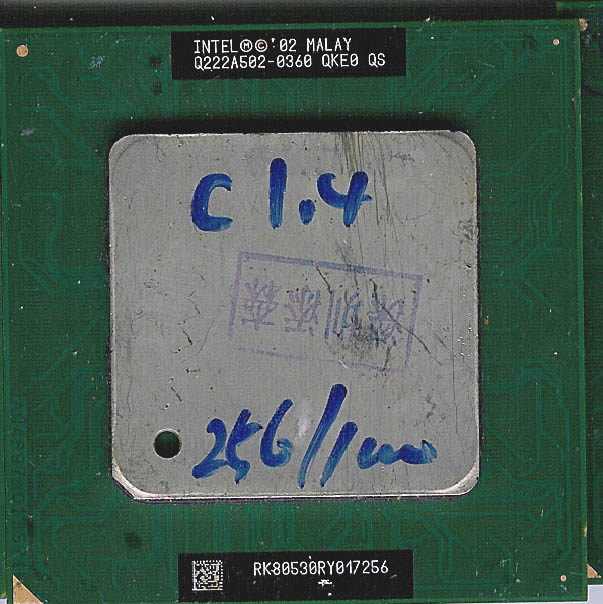 INTEL®© '02 MALAY
Q222A502-0360 QKE0 QS
C 1.4
256/100
RK80530RY017256